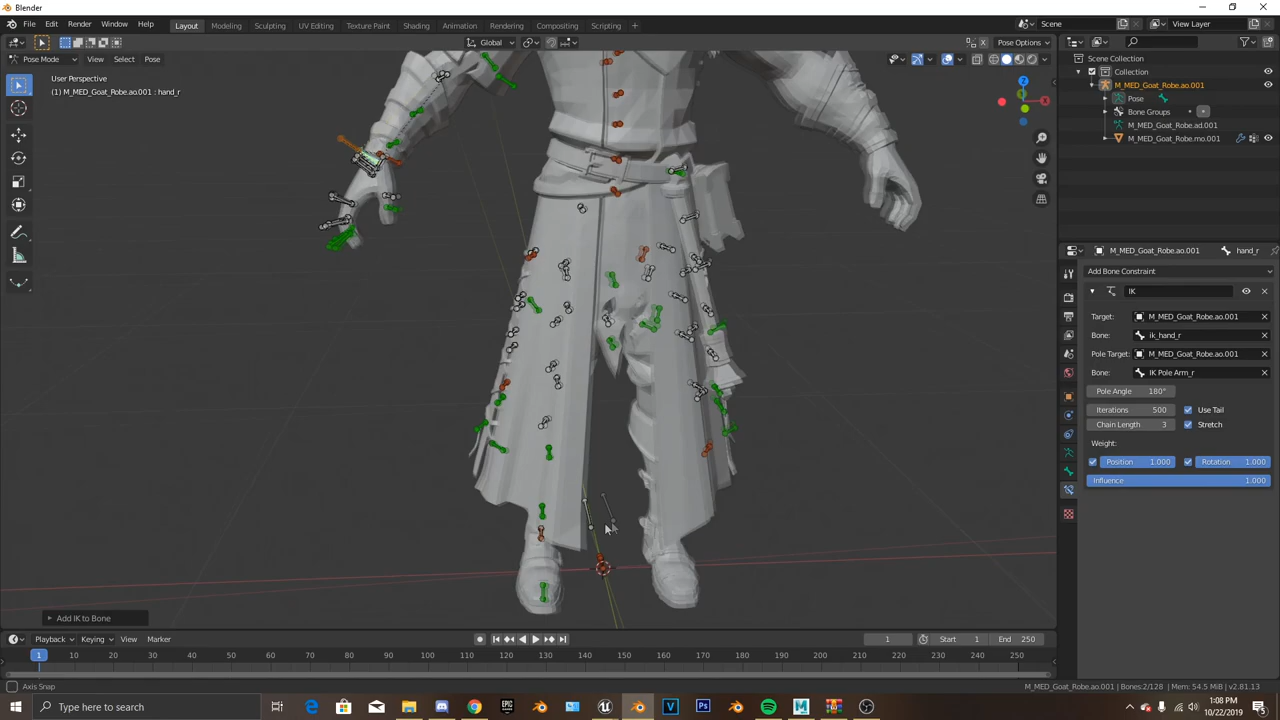 Blender
File Edit Render Window Help Layout Modeling Sculpting UV Editing Texture Paint Shading Animation Rendering Compositing Scripting + Scene View Layer
Global Pose Options
Pose Mode View Select Pose
User Perspective
(1) M_MED_Goat_Robe.ao.001 : hand_r
Scene Collection
Collection
M_MED_Goat_Robe.ao.001
Pose
Bone Groups
M_MED_Goat_Robe.ad.001
M_MED_Goat_Robe.mo.001
M_MED_Goat_Robe.ao.001 hand_r
Add Bone Constraint
IK
Target: M_MED_Goat_Robe.ao.001
Bone: ik_hand_r
Pole Target: M_MED_Goat_Robe.ao.001
Bone: IK Pole Arm_r
Pole Angle 180°
Iterations 500 Use Tail
Chain Length 3 Stretch
Weight:
Position 1.000 Rotation 1.000
Influence 1.000
Add IK to Bone
Playback Keying View Marker 1 Start 1 End 250
1 10 20 30 40 50 60 70 80 90 100 110 120 130 140 150 160 170 180 190 200 210 220 230 240 250
Axis Snap M_MED_Goat_Robe.ao.001 | Bones:2/128 | Mem: 54.5 MiB | v2.81.13
Type here to search 1:08 PM
10/22/2019